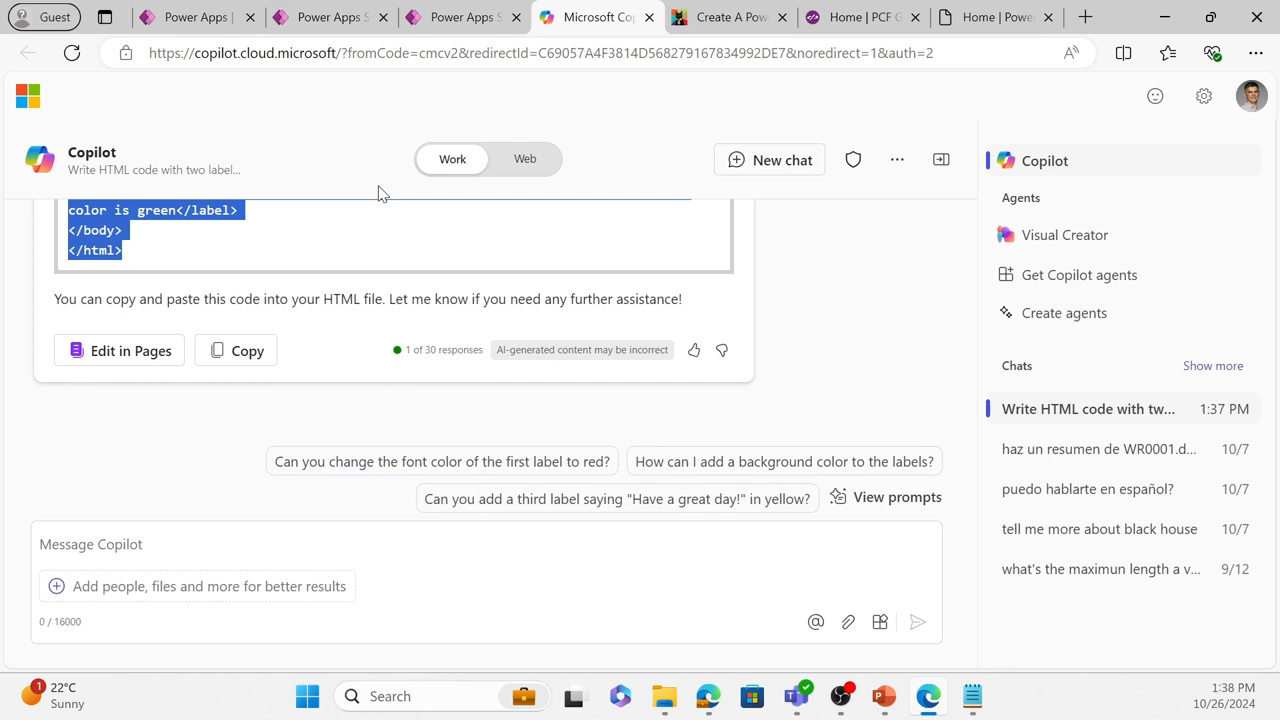 Guest
Power Apps |
Power Apps S
Power Apps S
Microsoft Co
Create A Pow
Home | PCF G
Home | Powe
https://copilot.cloud.microsoft/?fromCode=cmcv2&redirectId=C69057A4F3814D568279167834992DE7&noredirect=1&auth=2
Copilot
Write HTML code with two label...
Work
Web
New chat
color is green</label>
</body>
</html>
You can copy and paste this code into your HTML file. Let me know if you need any further assistance!
Edit in Pages
Copy
1 of 30 responses
AI-generated content may be incorrect
Can you change the font color of the first label to red?
How can I add a background color to the labels?
Can you add a third label saying "Have a great day!" in yellow?
View prompts
Message Copilot
Add people, files and more for better results
0 / 16000
Copilot
Agents
Visual Creator
Get Copilot agents
Create agents
Chats
Show more
Write HTML code with tw... 1:37 PM
haz un resumen de WR0001.d... 10/7
puedo hablarte en español? 10/7
tell me more about black house 10/7
what's the maximun length a v... 9/12
1
22°C
Sunny
Search
1:38 PM
10/26/2024